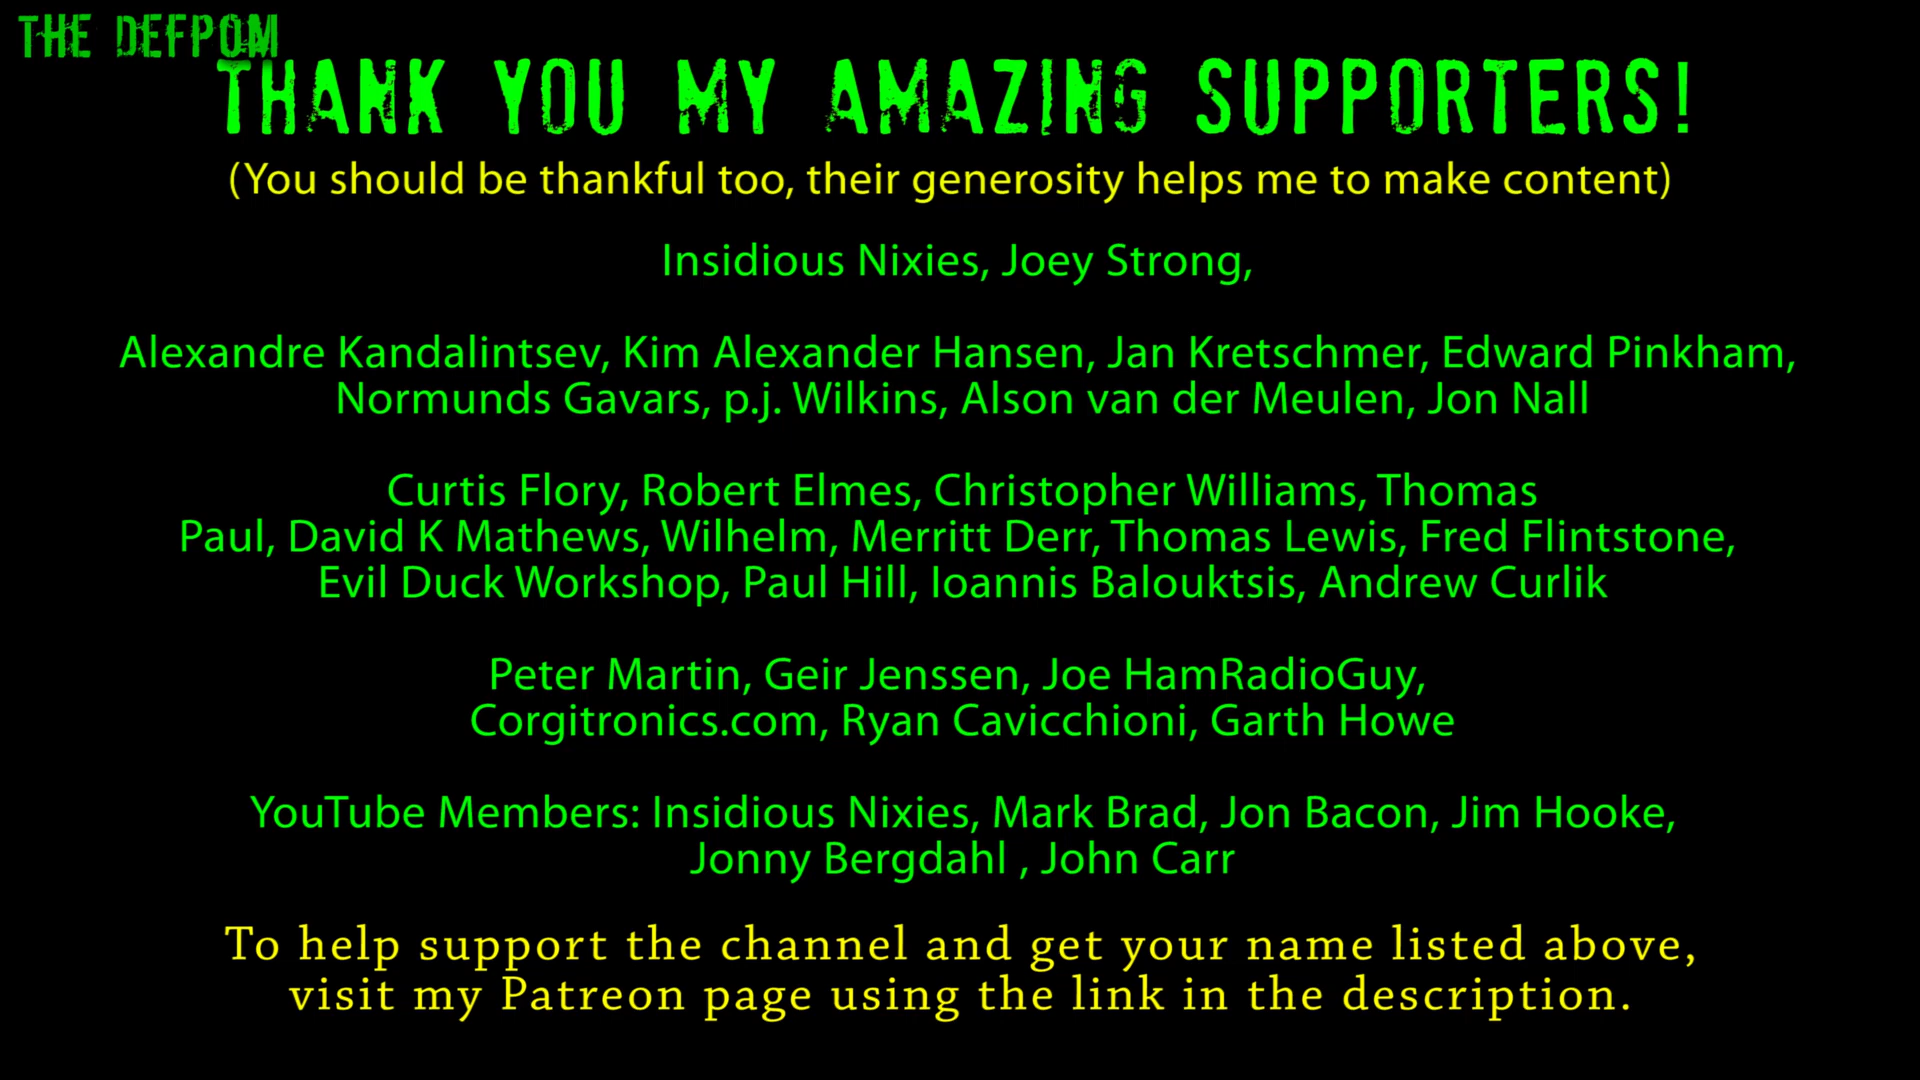 THE DEFPOM
THANK YOU MY AMAZING SUPPORTERS!
(You should be thankful too, their generosity helps me to make content)
Insidious Nixies, Joey Strong,
Alexandre Kandalintsev, Kim Alexander Hansen, Jan Kretschmer, Edward Pinkham,
Normunds Gavars, p.j. Wilkins, Alson van der Meulen, Jon Nall
Curtis Flory, Robert Elmes, Christopher Williams, Thomas
Paul, David K Mathews, Wilhelm, Merritt Derr, Thomas Lewis, Fred Flintstone,
Evil Duck Workshop, Paul Hill, Ioannis Balouktsis, Andrew Curlik
Peter Martin, Geir Jenssen, Joe HamRadioGuy,
Corgitronics.com, Ryan Cavicchioni, Garth Howe
YouTube Members: Insidious Nixies, Mark Brad, Jon Bacon, Jim Hooke,
Jonny Bergdahl , John Carr
To help support the channel and get your name listed above,
visit my Patreon page using the link in the description.